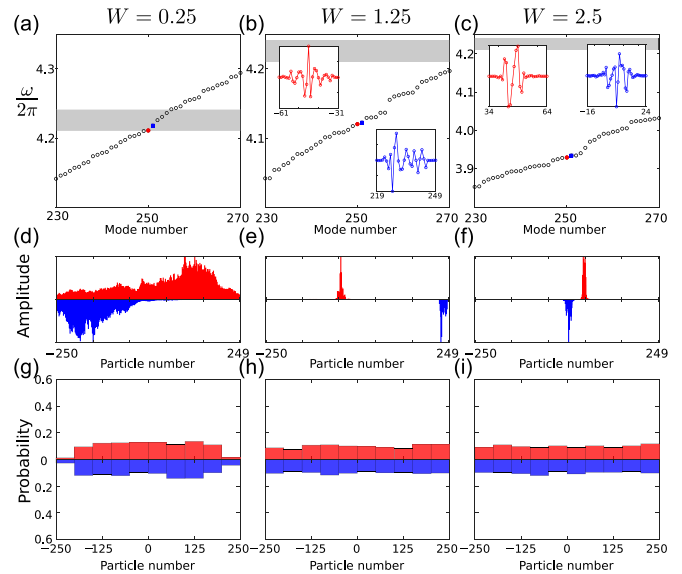 W = 0.25 W = 1.25 W = 2.5
(a) (b) (c)
ω/2π
4.3
4.2
230 250 270
Mode number
4.2
4.1
−61 −31
219 249
230 250 270
Mode number
4.2
4.1
4.0
3.9
34 64
−16 24
230 250 270
Mode number
(d) (e) (f)
Amplitude
−250 249
Particle number
−250 249
Particle number
−250 249
Particle number
(g) (h) (i)
Probability
0.6
0.4
0.2
0
0.2
0.4
0.6
−250 −125 0 125 250
Particle number
−125 0 125 250
Particle number
−250 −125 0 125 250
Particle number